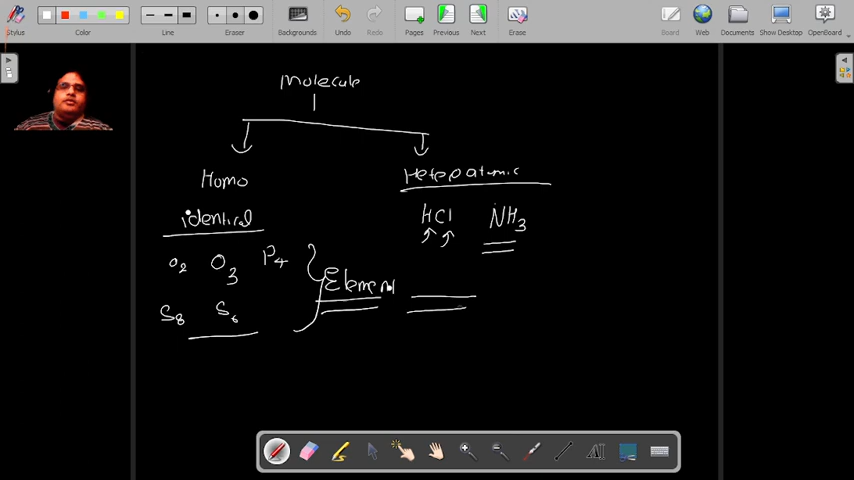 Stylus Color Line Eraser Backgrounds Undo Redo Pages Previous Next Erase Board Web Documents Show Desktop OpenBoard
Molecule
Homo Heteroatomic
identical HCl NH3
O2 O3 P4
Element
S8 S6